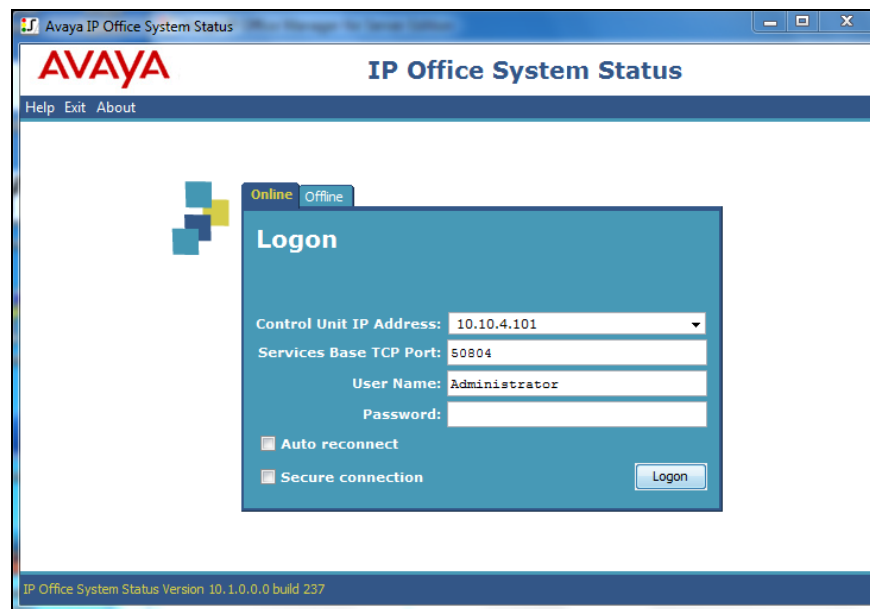 Avaya IP Office System Status
AVAYA
IP Office System Status
Help Exit About
Online Offline
Logon
Control Unit IP Address: 10.10.4.101
Services Base TCP Port: 50804
User Name: Administrator
Password:
Auto reconnect
Secure connection
Logon
IP Office System Status Version 10.1.0.0.0 build 237